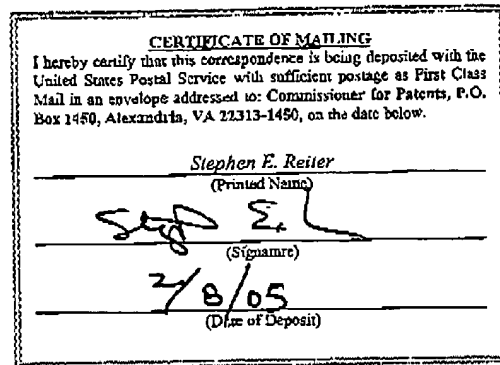 CERTIFICATE OF MAILING
I hereby certify that this correspondence is being deposited with the
United States Postal Service with sufficient postage as First Class
Mail in an envelope addressed to: Commissioner for Patents, P.O.
Box 1450, Alexandria, VA 22313-1450, on the date below.
Stephen E. Reiter
(Printed Name)
(Signature)
2/8/05
(Date of Deposit)